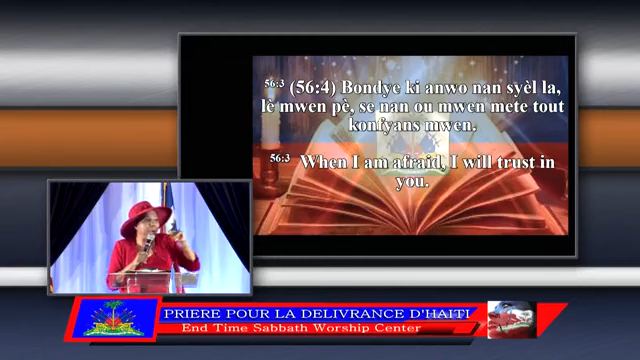 56:3 (56:4) Bondye ki anwo nan syèl la,
lè mwen pè, se nan ou mwen mete tout
konfyans mwen.
56:3 When I am afraid, I will trust in
you.
PRIERE POUR LA DELIVRANCE D'HAITI
End Time Sabbath Worship Center